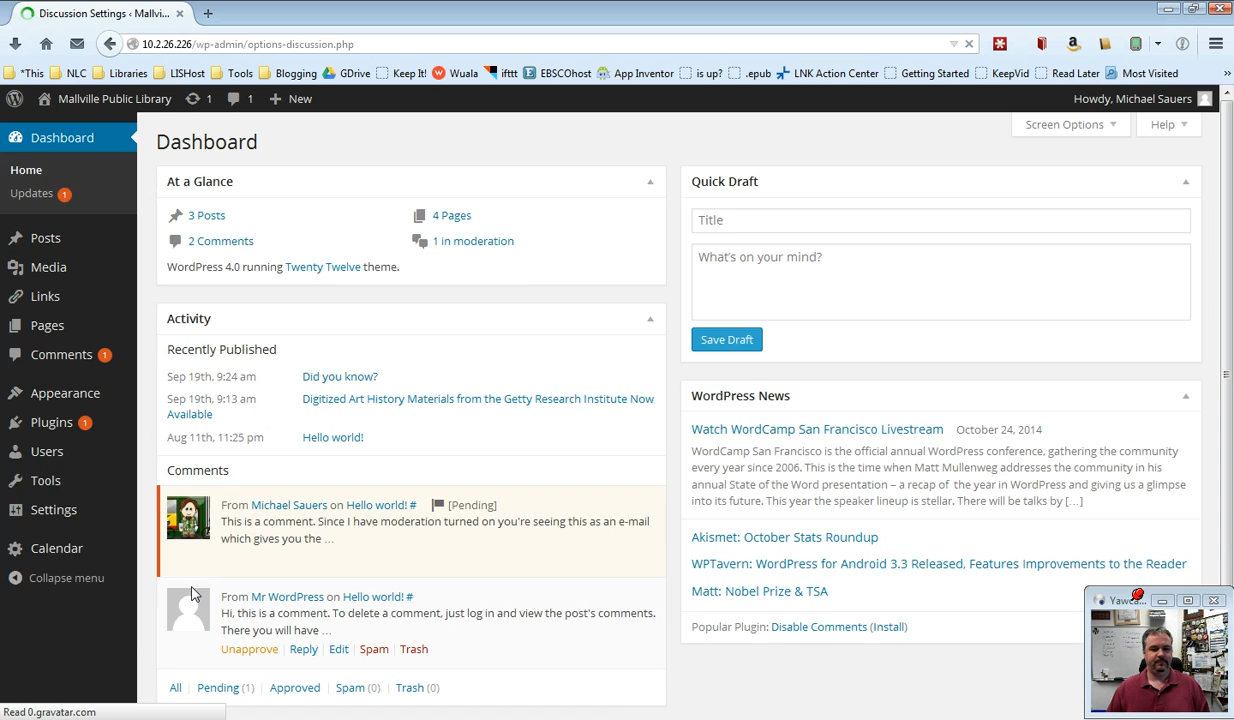 Discussion Settings ‹ Mallvi...
10.2.26.226/wp-admin/options-discussion.php
*This NLC Libraries LISHost Tools Blogging GDrive Keep It! Wuala ifttt EBSCOhost App Inventor is up? .epub LNK Action Center Getting Started KeepVid Read Later Most Visited »
Mallville Public Library 1 1 New Howdy, Michael Sauers
Screen Options Help
Dashboard
Home
Updates 1
Posts
Media
Links
Pages
Comments 1
Appearance
Plugins 1
Users
Tools
Settings
Calendar
Collapse menu
Dashboard
At a Glance
3 Posts 4 Pages
2 Comments 1 in moderation
WordPress 4.0 running Twenty Twelve theme.
Activity
Recently Published
Sep 19th, 9:24 am Did you know?
Sep 19th, 9:13 am Digitized Art History Materials from the Getty Research Institute Now
Available
Aug 11th, 11:25 pm Hello world!
Comments
From Michael Sauers on Hello world! # [Pending]
This is a comment. Since I have moderation turned on you're seeing this as an e-mail
which gives you the ...
From Mr WordPress on Hello world! #
Hi, this is a comment. To delete a comment, just log in and view the post's comments.
There you will have ...
Unapprove Reply Edit Spam Trash
All Pending (1) Approved Spam (0) Trash (0)
Quick Draft
Title
What's on your mind?
Save Draft
WordPress News
Watch WordCamp San Francisco Livestream October 24, 2014
WordCamp San Francisco is the official annual WordPress conference, gathering the community
every year since 2006. This is the time when Matt Mullenweg addresses the community in his
annual State of the Word presentation – a recap of the year in WordPress and giving us a glimpse
into its future. This year the speaker lineup is stellar. There will be talks by [...]
Akismet: October Stats Roundup
WPTavern: WordPress for Android 3.3 Released, Features Improvements to the Reader
Matt: Nobel Prize & TSA
Popular Plugin: Disable Comments (Install)
Yawca...
Read 0.gravatar.com